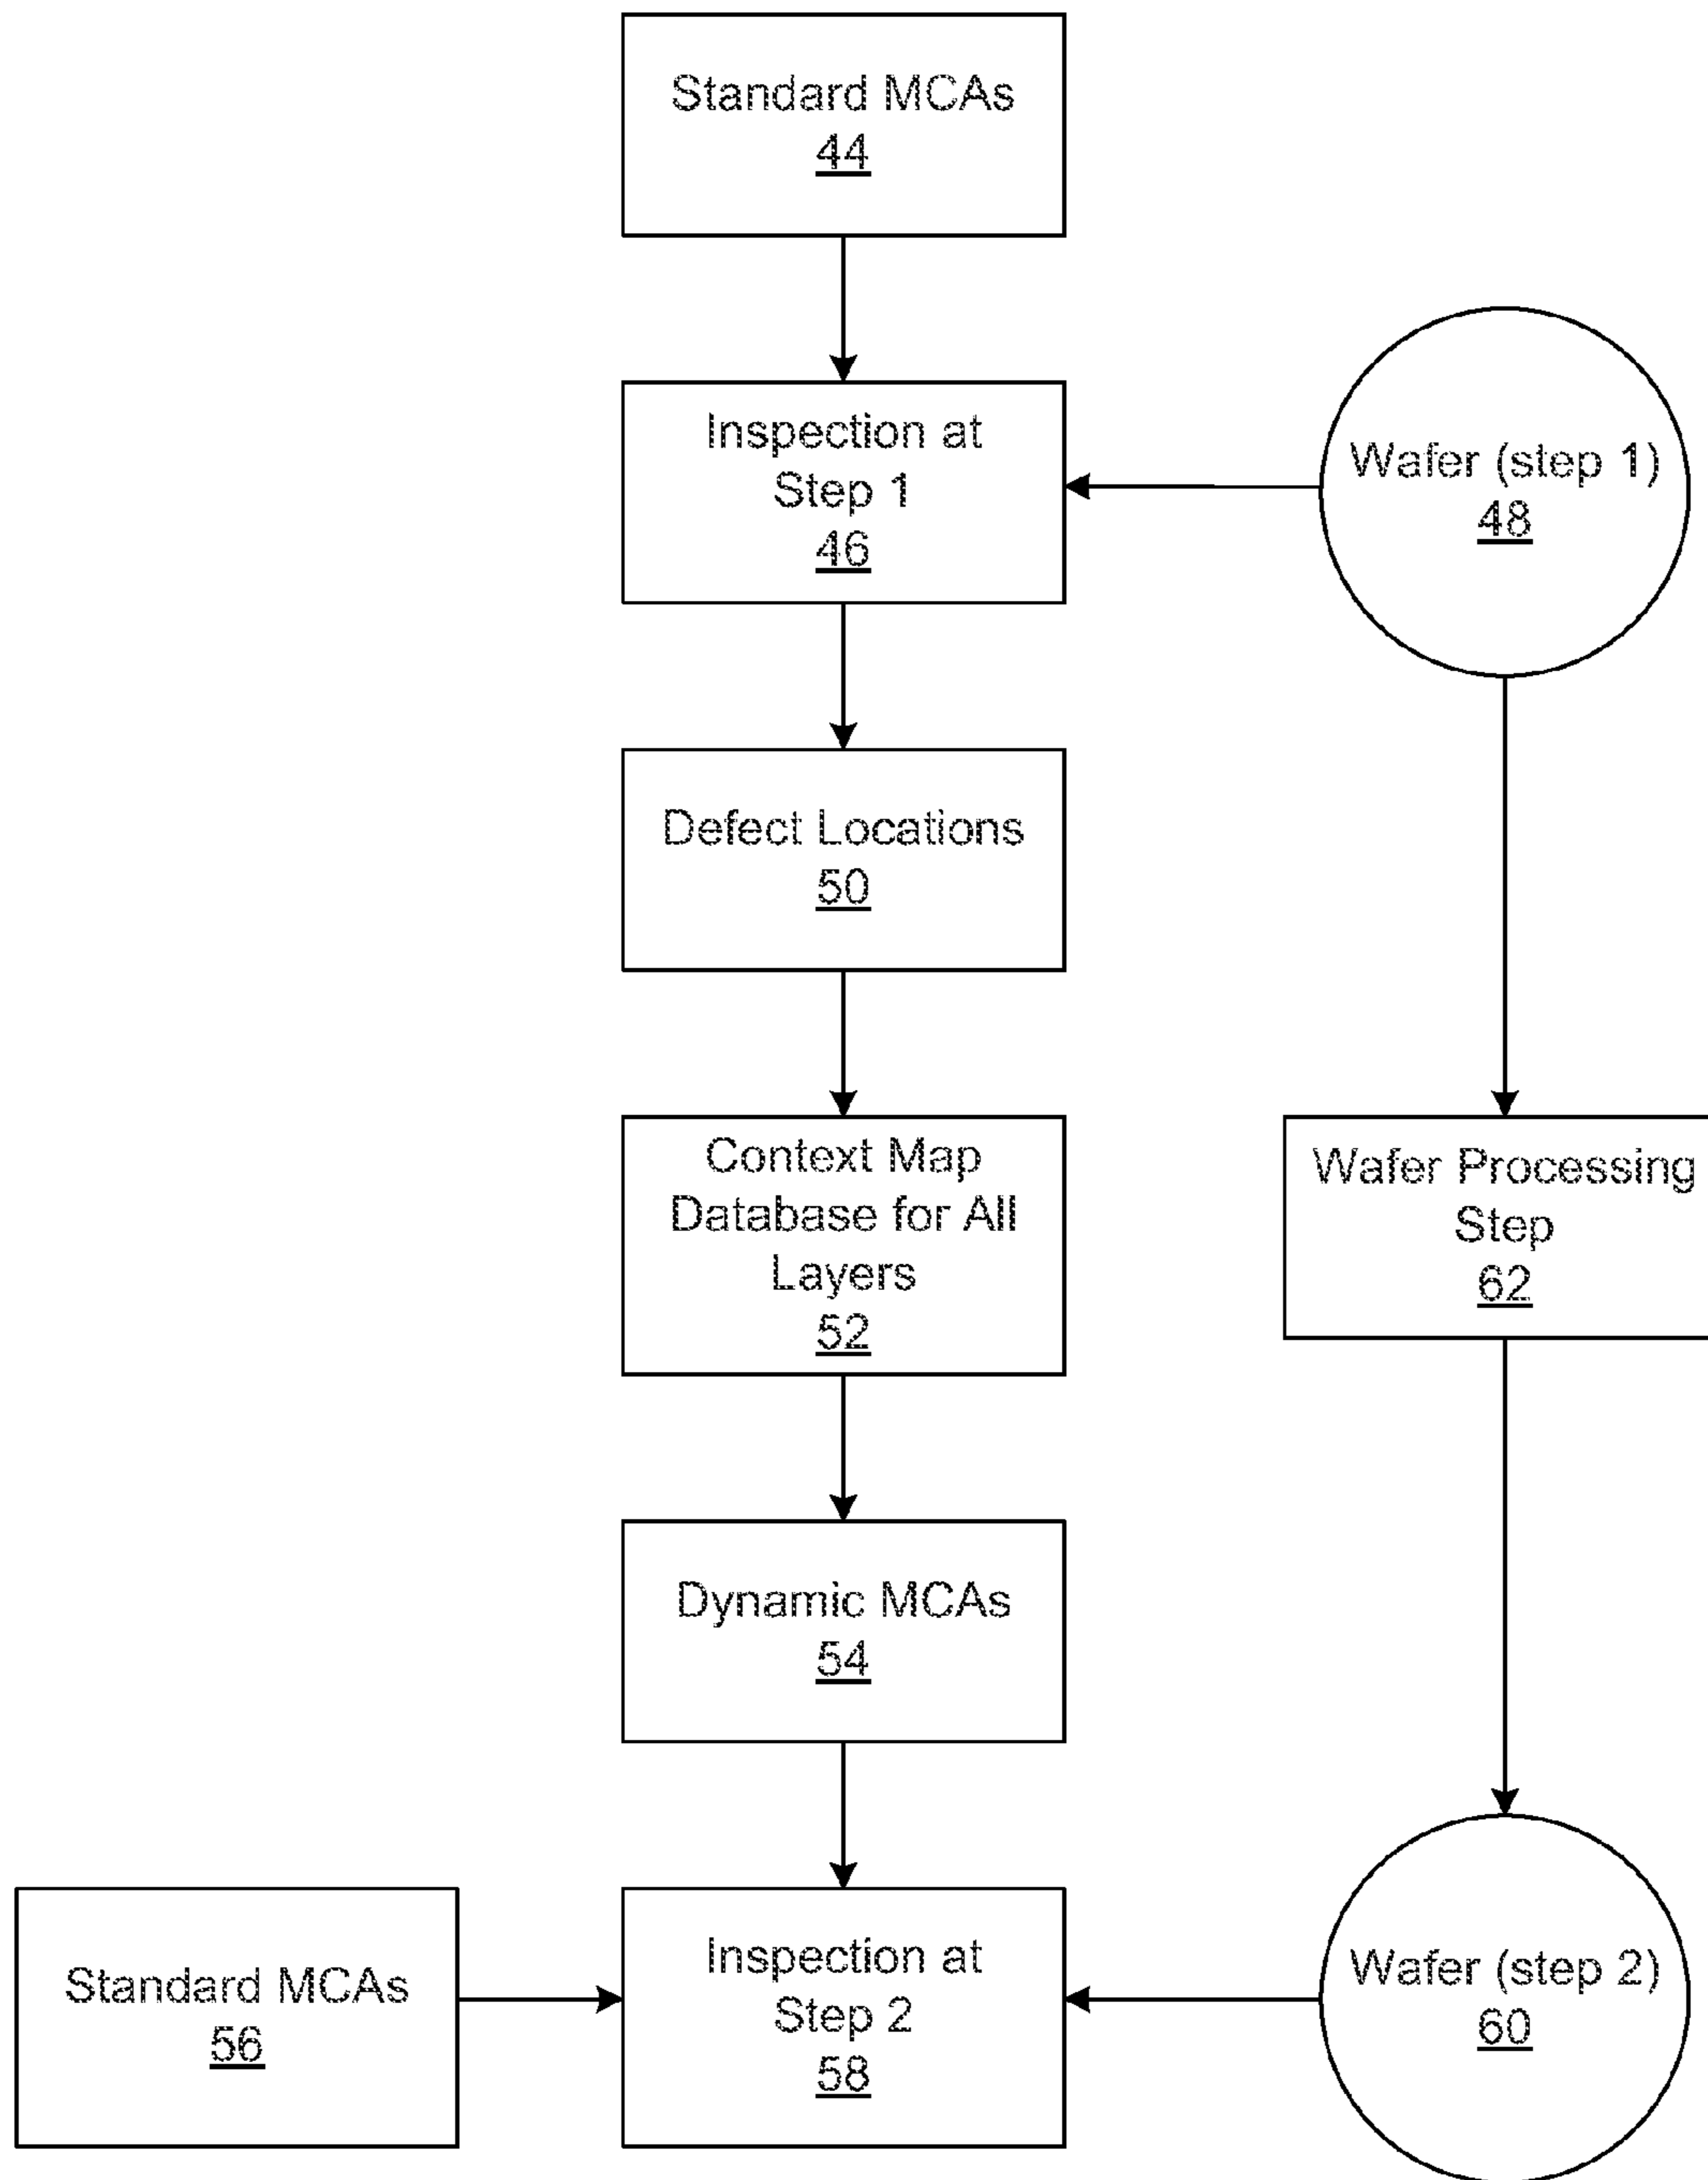 Standard MCAs
44
Inspection at
Step 1
46
Wafer (step 1)
48
Defect Locations
50
Context Map
Database for All
Layers
52
Wafer Processing
Step
62
Dynamic MCAs
54
Standard MCAs
56
Inspection at
Step 2
58
Wafer (step 2)
60